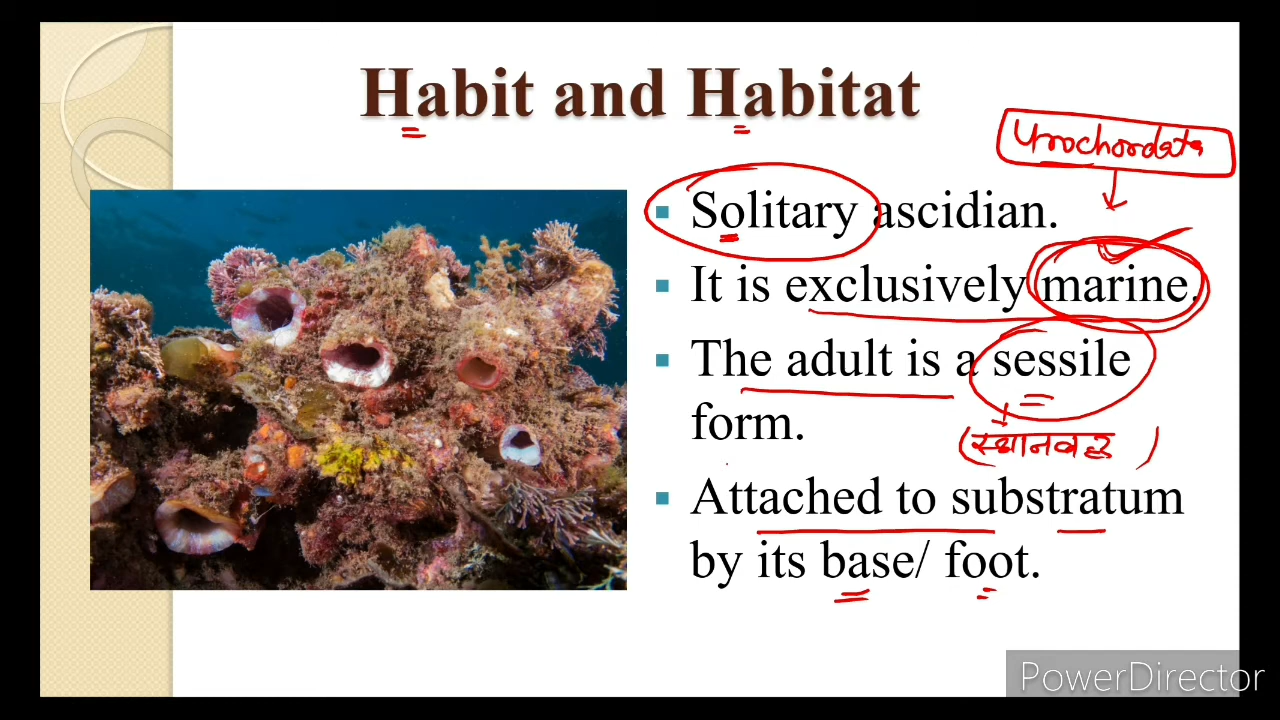 Habit and Habitat
Urochordata
▪ Solitary ascidian.
▪ It is exclusively marine.
▪ The adult is a sessile
form.
(स्थानबद्ध)
▪ Attached to substratum
by its base/ foot.
PowerDirector